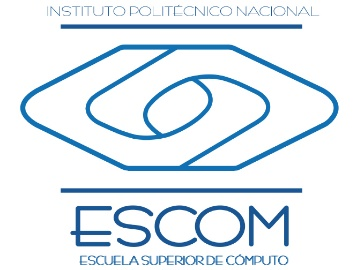 INSTITUTO POLITÉCNICO NACIONAL
ESCOM
ESCUELA SUPERIOR DE CÓMPUTO